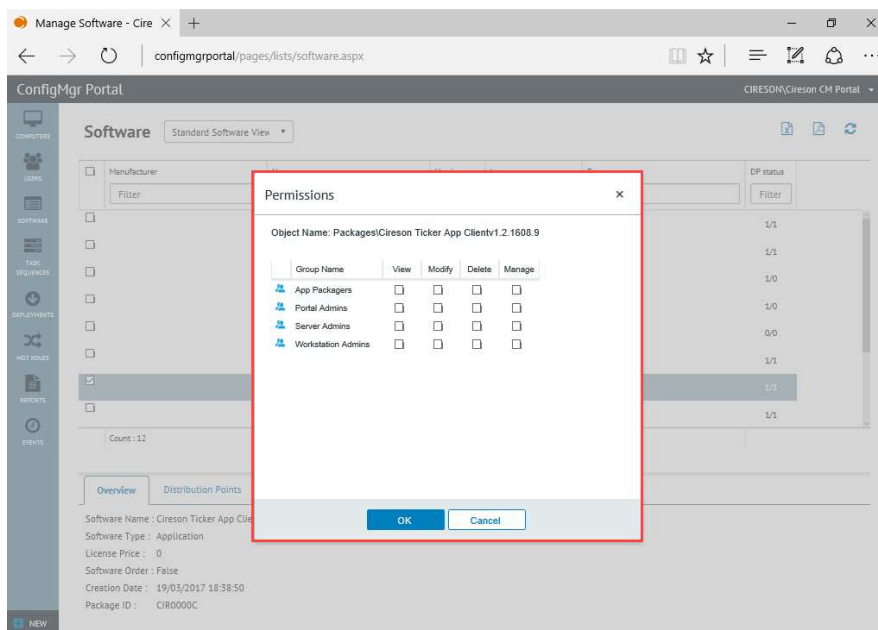 Manage Software - Cire
configmgrportal/pages/lists/software.aspx
ConfigMgr Portal
CIRESON\Cireson CM Portal
COMPUTERS
USERS
SOFTWARE
TASK SEQUENCES
DEPLOYMENTS
MDT ROLES
REPORTS
EVENTS
NEW
Software
Standard Software View
Manufacturer
DP status
Filter
Filter
1/1
1/1
1/0
1/0
0/0
1/1
1/1
1/1
Count : 12
Permissions
Object Name: Packages\Cireson Ticker App Clientv1.2.1608.9
Group Name View Modify Delete Manage
App Packagers
Portal Admins
Server Admins
Workstation Admins
OK Cancel
Overview Distribution Points
Software Name : Cireson Ticker App Clie
Software Type : Application
License Price : 0
Software Order : False
Creation Date : 19/03/2017 18:38:50
Package ID : CIR0000C